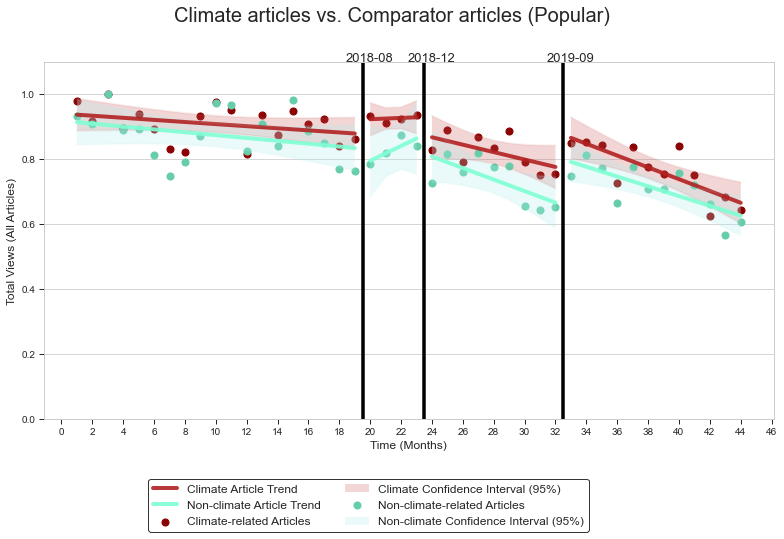 Climate articles vs. Comparator articles (Popular)
2018-08 2018-12 2019-09
1.0
0.8
0.6
0.4
0.2
0.0
Total Views (All Articles)
0 2 4 6 8 10 12 14 16 18 20 22 24 26 28 30 32 34 36 38 40 42 44 46
Time (Months)
Climate Article Trend
Non-climate Article Trend
Climate-related Articles
Climate Confidence Interval (95%)
Non-climate-related Articles
Non-climate Confidence Interval (95%)